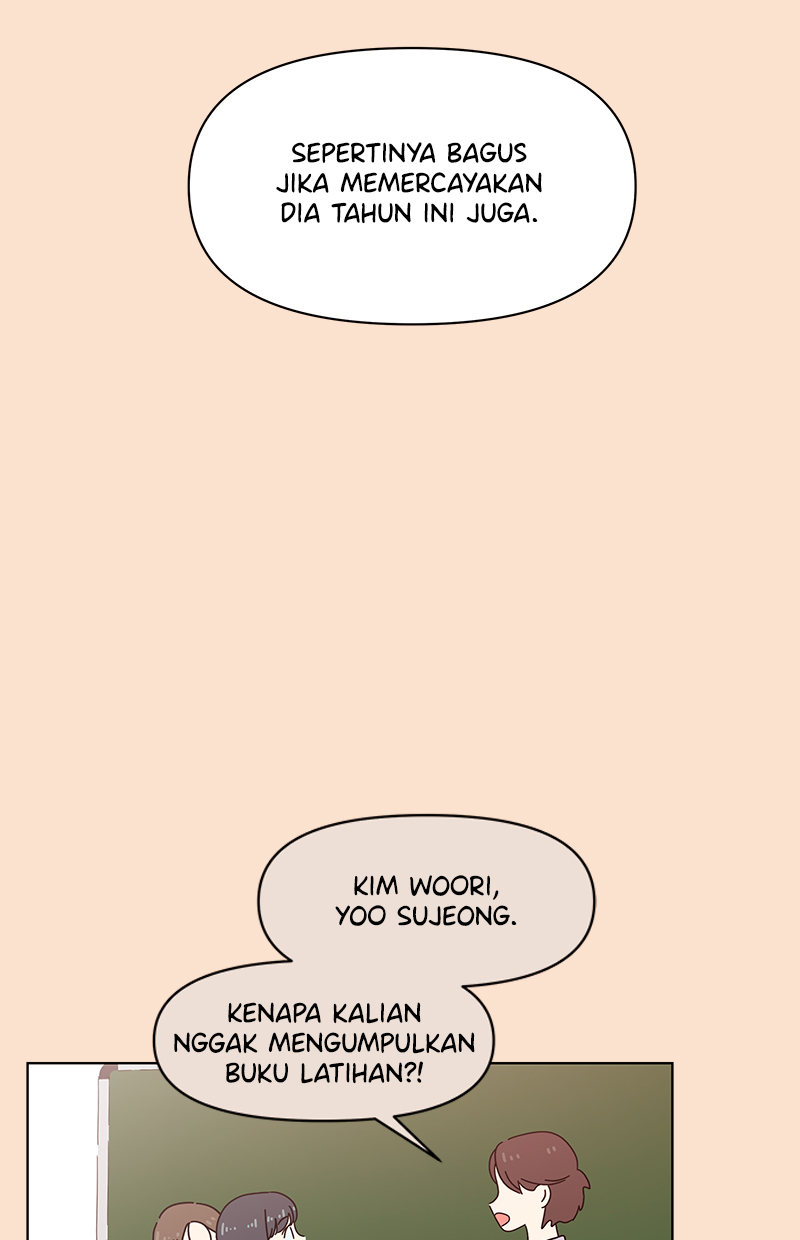 SEPERTINYA BAGUS
JIKA MEMERCAYAKAN
DIA TAHUN INI JUGA.
KIM WOORI,
YOO SUJEONG.
KENAPA KALIAN
NGGAK MENGUMPULKAN
BUKU LATIHAN?!